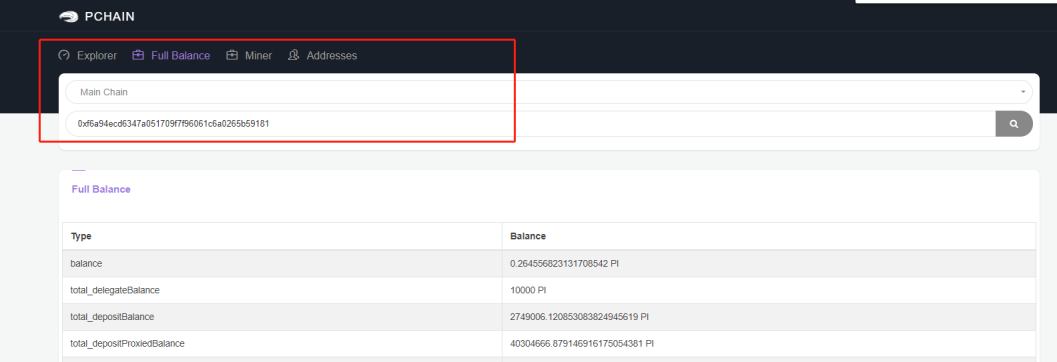 PCHAIN
Explorer Full Balance Miner Addresses
Main Chain
0xf6a94ecd6347a051709f7f96061c6a0265b59181
Full Balance
Type Balance
balance 0.264556823131708542 PI
total_delegateBalance 10000 PI
total_depositBalance 2749006.120853083824945619 PI
total_depositProxiedBalance 40304666.879146916175054381 PI